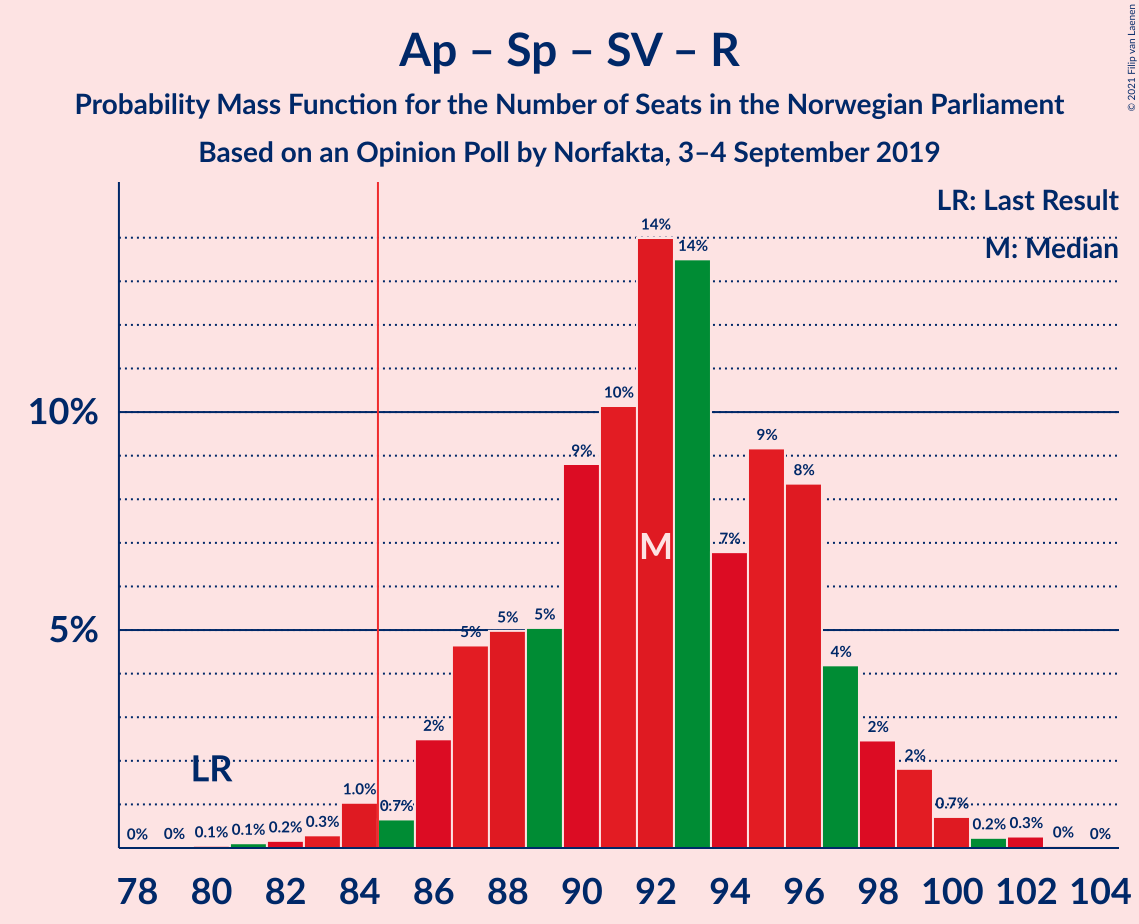 Ap – Sp – SV – R
Probability Mass Function for the Number of Seats in the Norwegian Parliament
Based on an Opinion Poll by Norfakta, 3–4 September 2019
© 2021 Filip van Laenen
LR: Last Result
M: Median
10%
5%
LR
M
0% 0% 0.1% 0.1% 0.2% 0.3% 1.0% 0.7% 2% 5% 5% 5% 9% 10% 14% 14% 7% 9% 8% 4% 2% 2% 0.7% 0.2% 0.3% 0% 0%
78 80 82 84 86 88 90 92 94 96 98 100 102 104